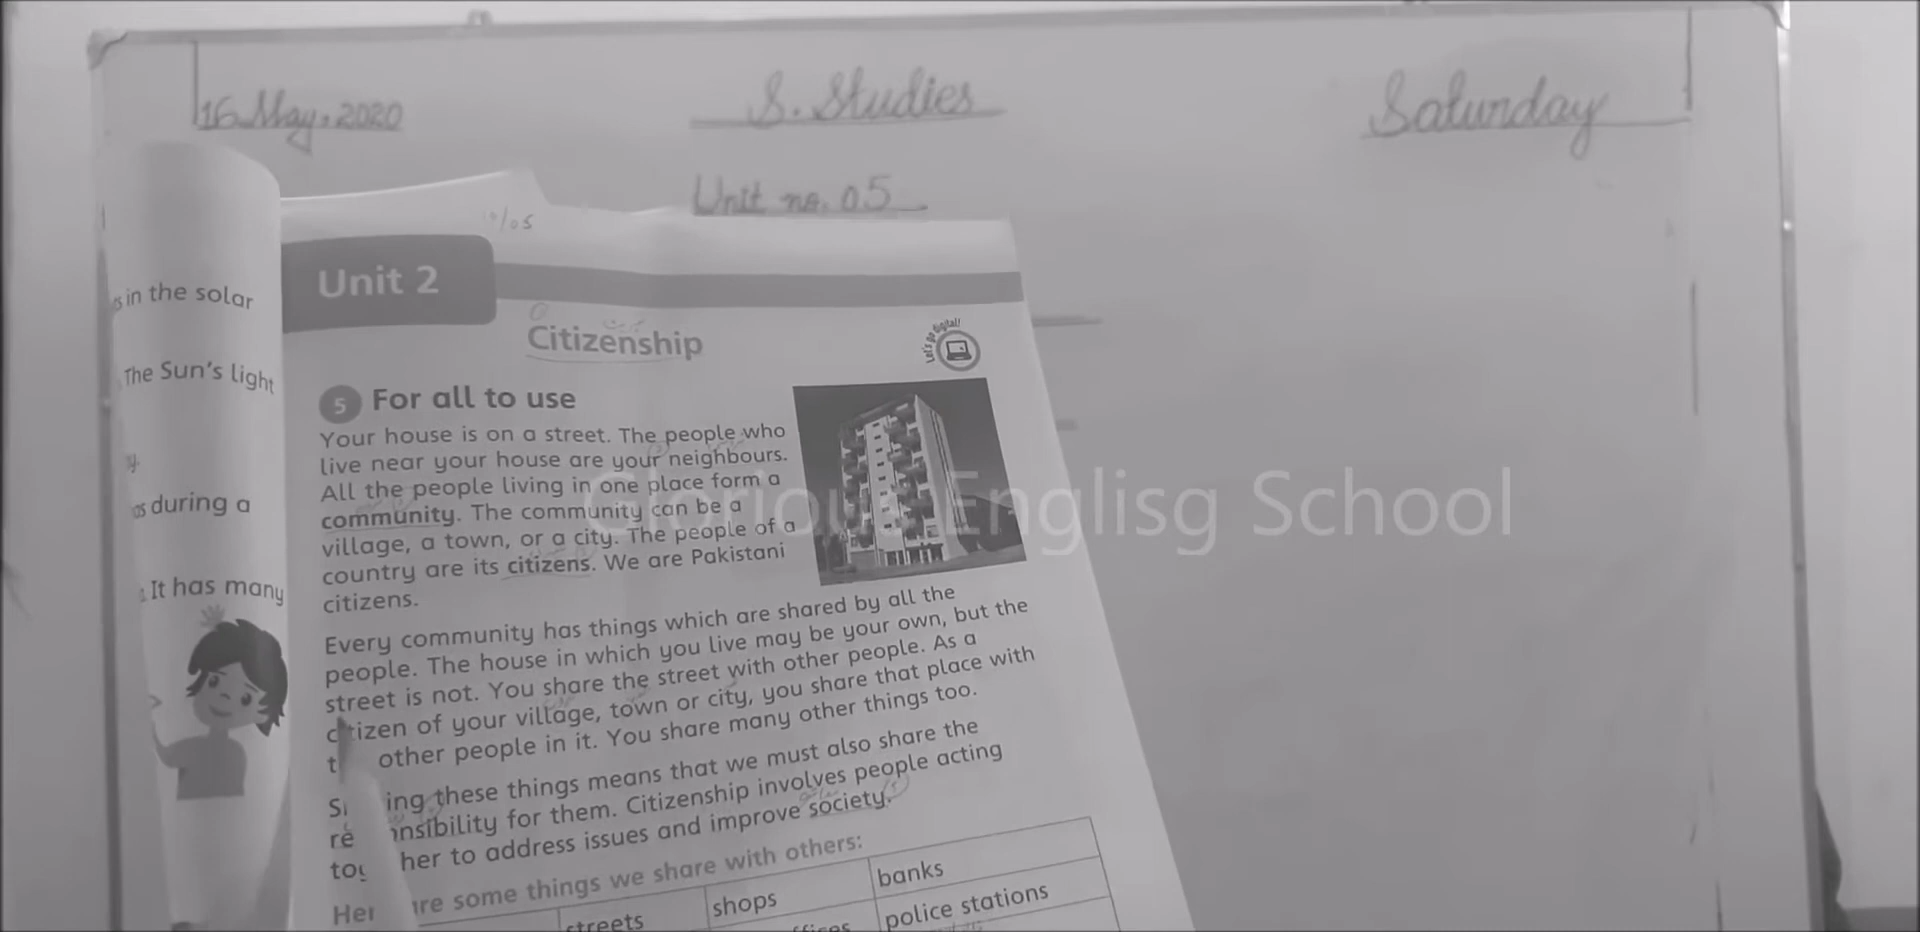 16 May, 2020
S. Studies
Saturday
Unit no. 05
in the solar
The Sun's light
during a
It has many
Unit 2
Citizenship
Let's go digital!
5 For all to use
Your house is on a street. The people who
live near your house are your neighbours.
All the people living in one place form a
community. The community can be a
village, a town, or a city. The people of a
country are its citizens. We are Pakistani
citizens.
Every community has things which are shared by all the
people. The house in which you live may be your own, but the
street is not. You share the street with other people. As a
citizen of your village, town or city, you share that place with
other people in it. You share many other things too.
ing these things means that we must also share the
re nsibility for them. Citizenship involves people acting
tog her to address issues and improve society.
Her re some things we share with others:
streets
shops
banks
police stations
Glorious Englisg School